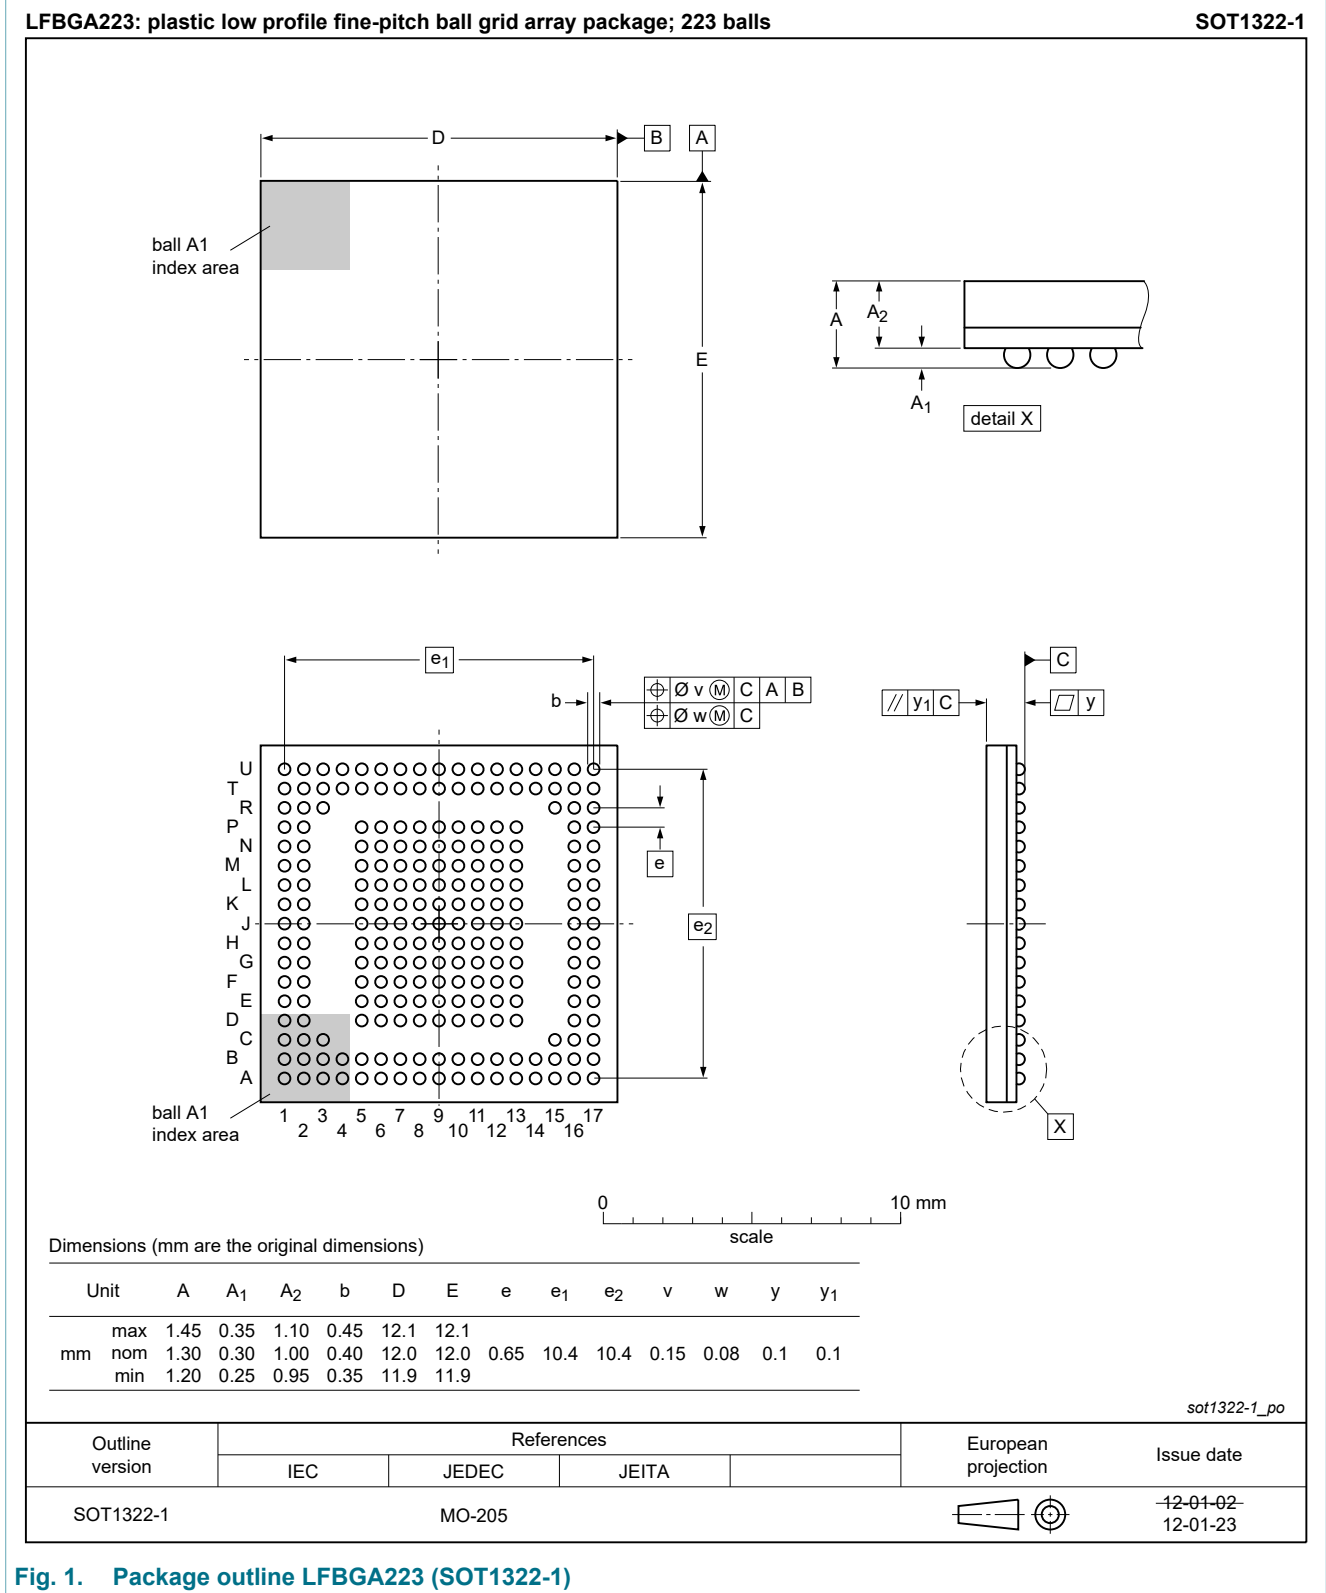 LFBGA223: plastic low profile fine-pitch ball grid array package; 223 balls SOT1322-1
D B A
ball A1
index area
E
A A2
A1
detail X
e1 C
b Ø v M C A B
Ø w M C
// y1 C y
U
T
R
P
N
M
L
K
J
H
G
F
E
D
C
B
A
e
e2
ball A1
index area
1 3 5 7 9 11 13 15 17
2 4 6 8 10 12 14 16
X
0 10 mm
scale
Dimensions (mm are the original dimensions)
Unit A A1 A2 b D E e e1 e2 v w y y1
max 1.45 0.35 1.10 0.45 12.1 12.1
mm nom 1.30 0.30 1.00 0.40 12.0 12.0 0.65 10.4 10.4 0.15 0.08 0.1 0.1
min 1.20 0.25 0.95 0.35 11.9 11.9
sot1322-1_po
Outline
version
References
IEC JEDEC JEITA
European
projection
Issue date
SOT1322-1 MO-205
12-01-02
12-01-23
Fig. 1. Package outline LFBGA223 (SOT1322-1)